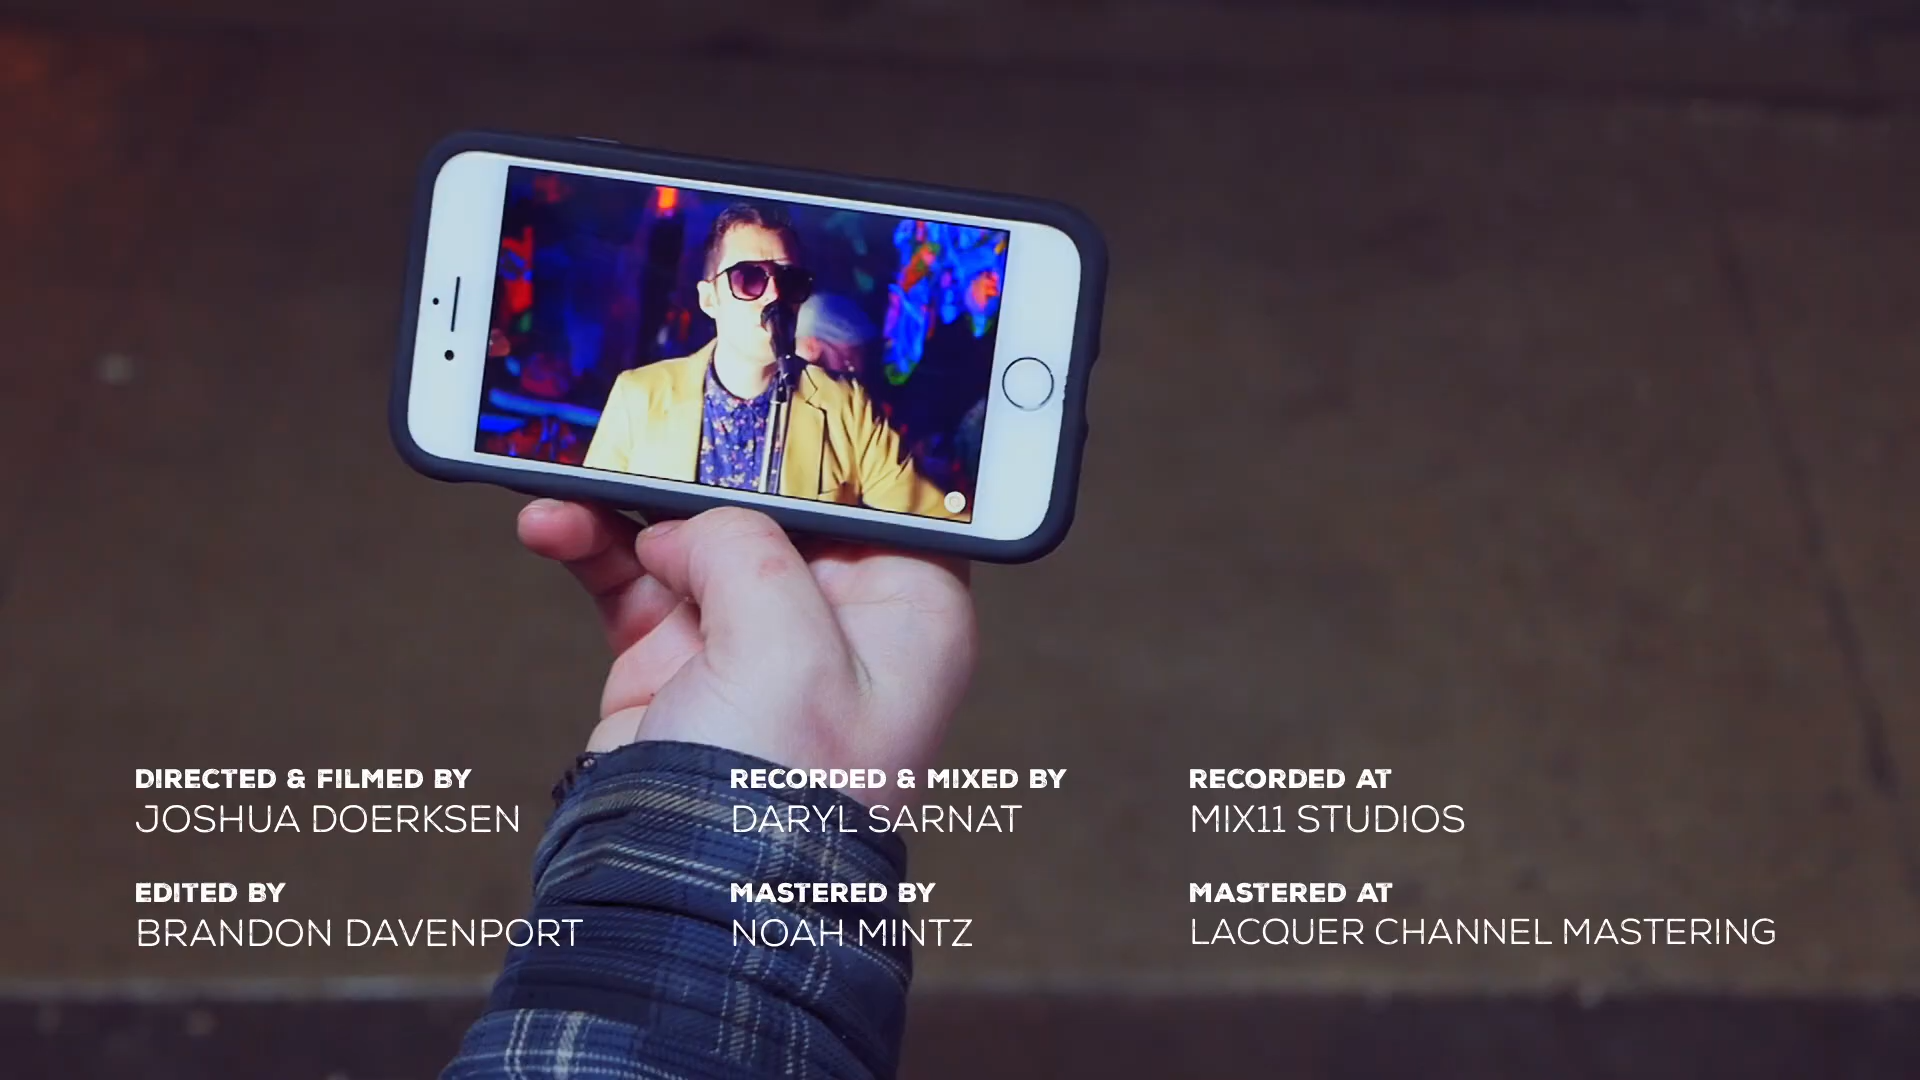 DIRECTED & FILMED BY
JOSHUA DOERKSEN
EDITED BY
BRANDON DAVENPORT
RECORDED & MIXED BY
DARYL SARNAT
MASTERED BY
NOAH MINTZ
RECORDED AT
MIX11 STUDIOS
MASTERED AT
LACQUER CHANNEL MASTERING